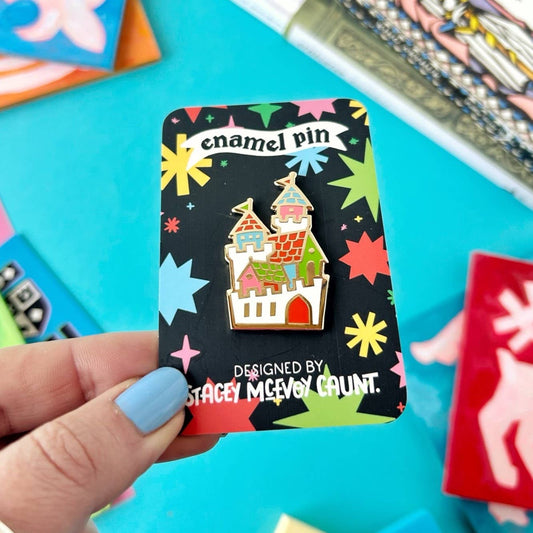 enamel pin
DESIGNED BY
STACEY McEVOY CAUNT.